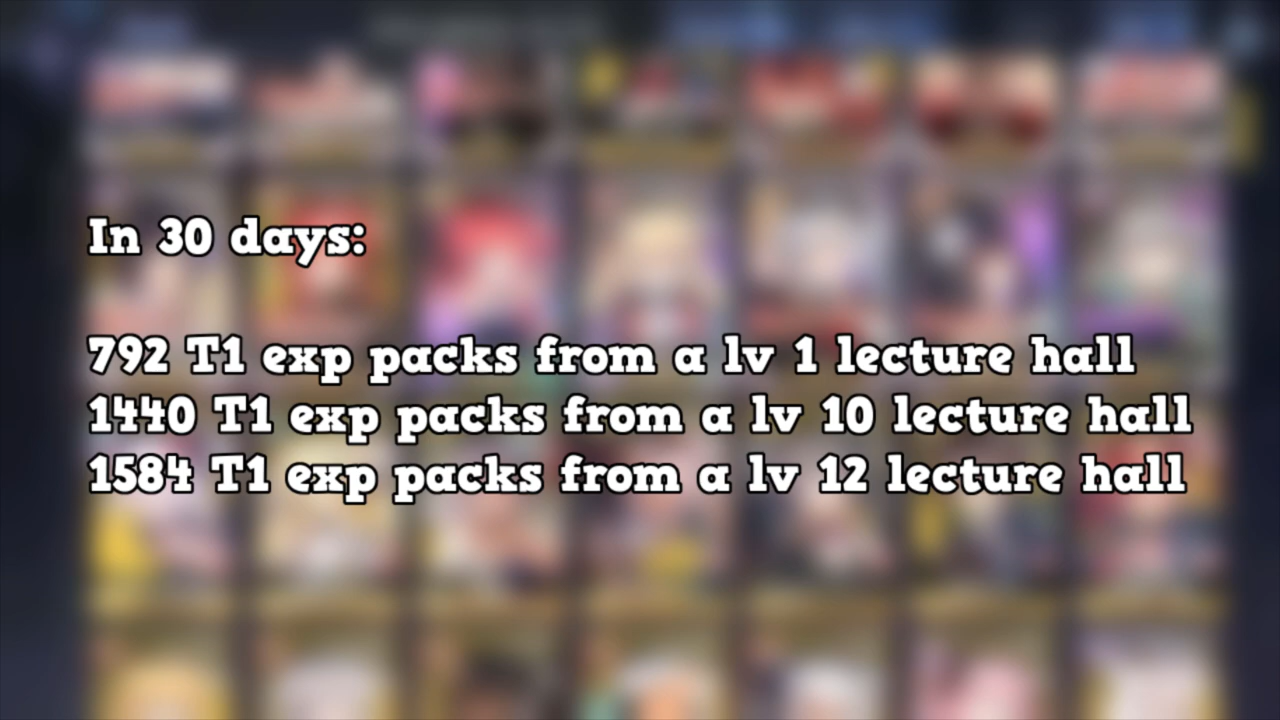 In 30 days:
792 T1 exp packs from a lv 1 lecture hall
1440 T1 exp packs from a lv 10 lecture hall
1584 T1 exp packs from a lv 12 lecture hall